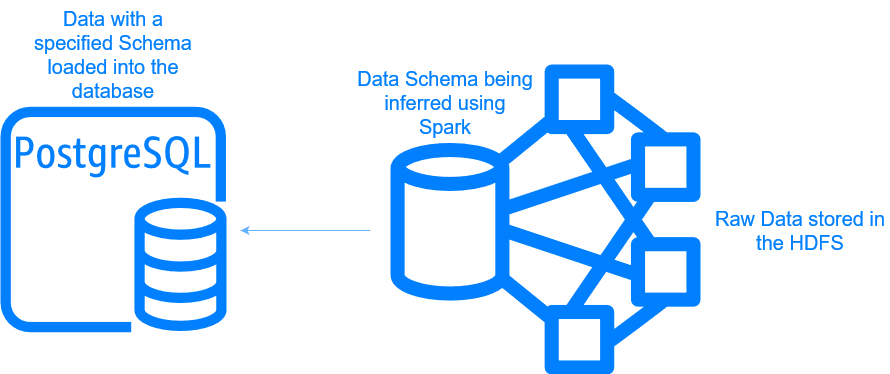 Data with a
specified Schema
loaded into the
database
PostgreSQL
Data Schema being
inferred using
Spark
Raw Data stored in
the HDFS